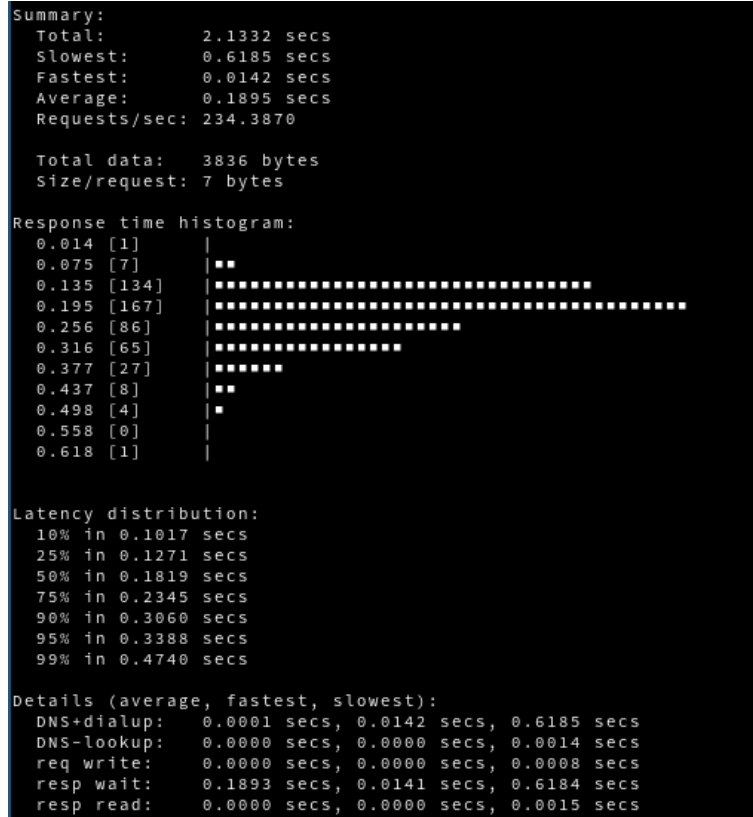 Summary:
  Total:        2.1332 secs
  Slowest:      0.6185 secs
  Fastest:      0.0142 secs
  Average:      0.1895 secs
  Requests/sec: 234.3870

  Total data:   3836 bytes
  Size/request: 7 bytes

Response time histogram:
  0.014 [1]     |
  0.075 [7]     |■■
  0.135 [134]   |■■■■■■■■■■■■■■■■■■■■■■■■■■■■■■■■
  0.195 [167]   |■■■■■■■■■■■■■■■■■■■■■■■■■■■■■■■■■■■■■■■■
  0.256 [86]    |■■■■■■■■■■■■■■■■■■■■■
  0.316 [65]    |■■■■■■■■■■■■■■■■
  0.377 [27]    |■■■■■■
  0.437 [8]     |■■
  0.498 [4]     |■
  0.558 [0]     |
  0.618 [1]     |

Latency distribution:
  10% in 0.1017 secs
  25% in 0.1271 secs
  50% in 0.1819 secs
  75% in 0.2345 secs
  90% in 0.3060 secs
  95% in 0.3388 secs
  99% in 0.4740 secs

Details (average, fastest, slowest):
  DNS+dialup:   0.0001 secs, 0.0142 secs, 0.6185 secs
  DNS-lookup:   0.0000 secs, 0.0000 secs, 0.0014 secs
  req write:    0.0000 secs, 0.0000 secs, 0.0008 secs
  resp wait:    0.1893 secs, 0.0141 secs, 0.6184 secs
  resp read:    0.0000 secs, 0.0000 secs, 0.0015 secs